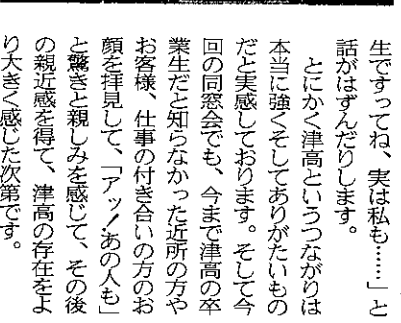 生ですってね、実は私も……」と
話がはずんだりします。
　とにかく津高というつながりは
本当に強くそしてありがたいもの
だと実感しております。そして今
回の同窓会でも、今まで津高の卒
業生だと知らなかった近所の方や
お客様、仕事の付き合いの方のお
顔を拝見して、「アッ！あの人も」
と驚きと親しみを感じて、その後
の親近感を得て、津高の存在をよ
り大きく感じた次第です。